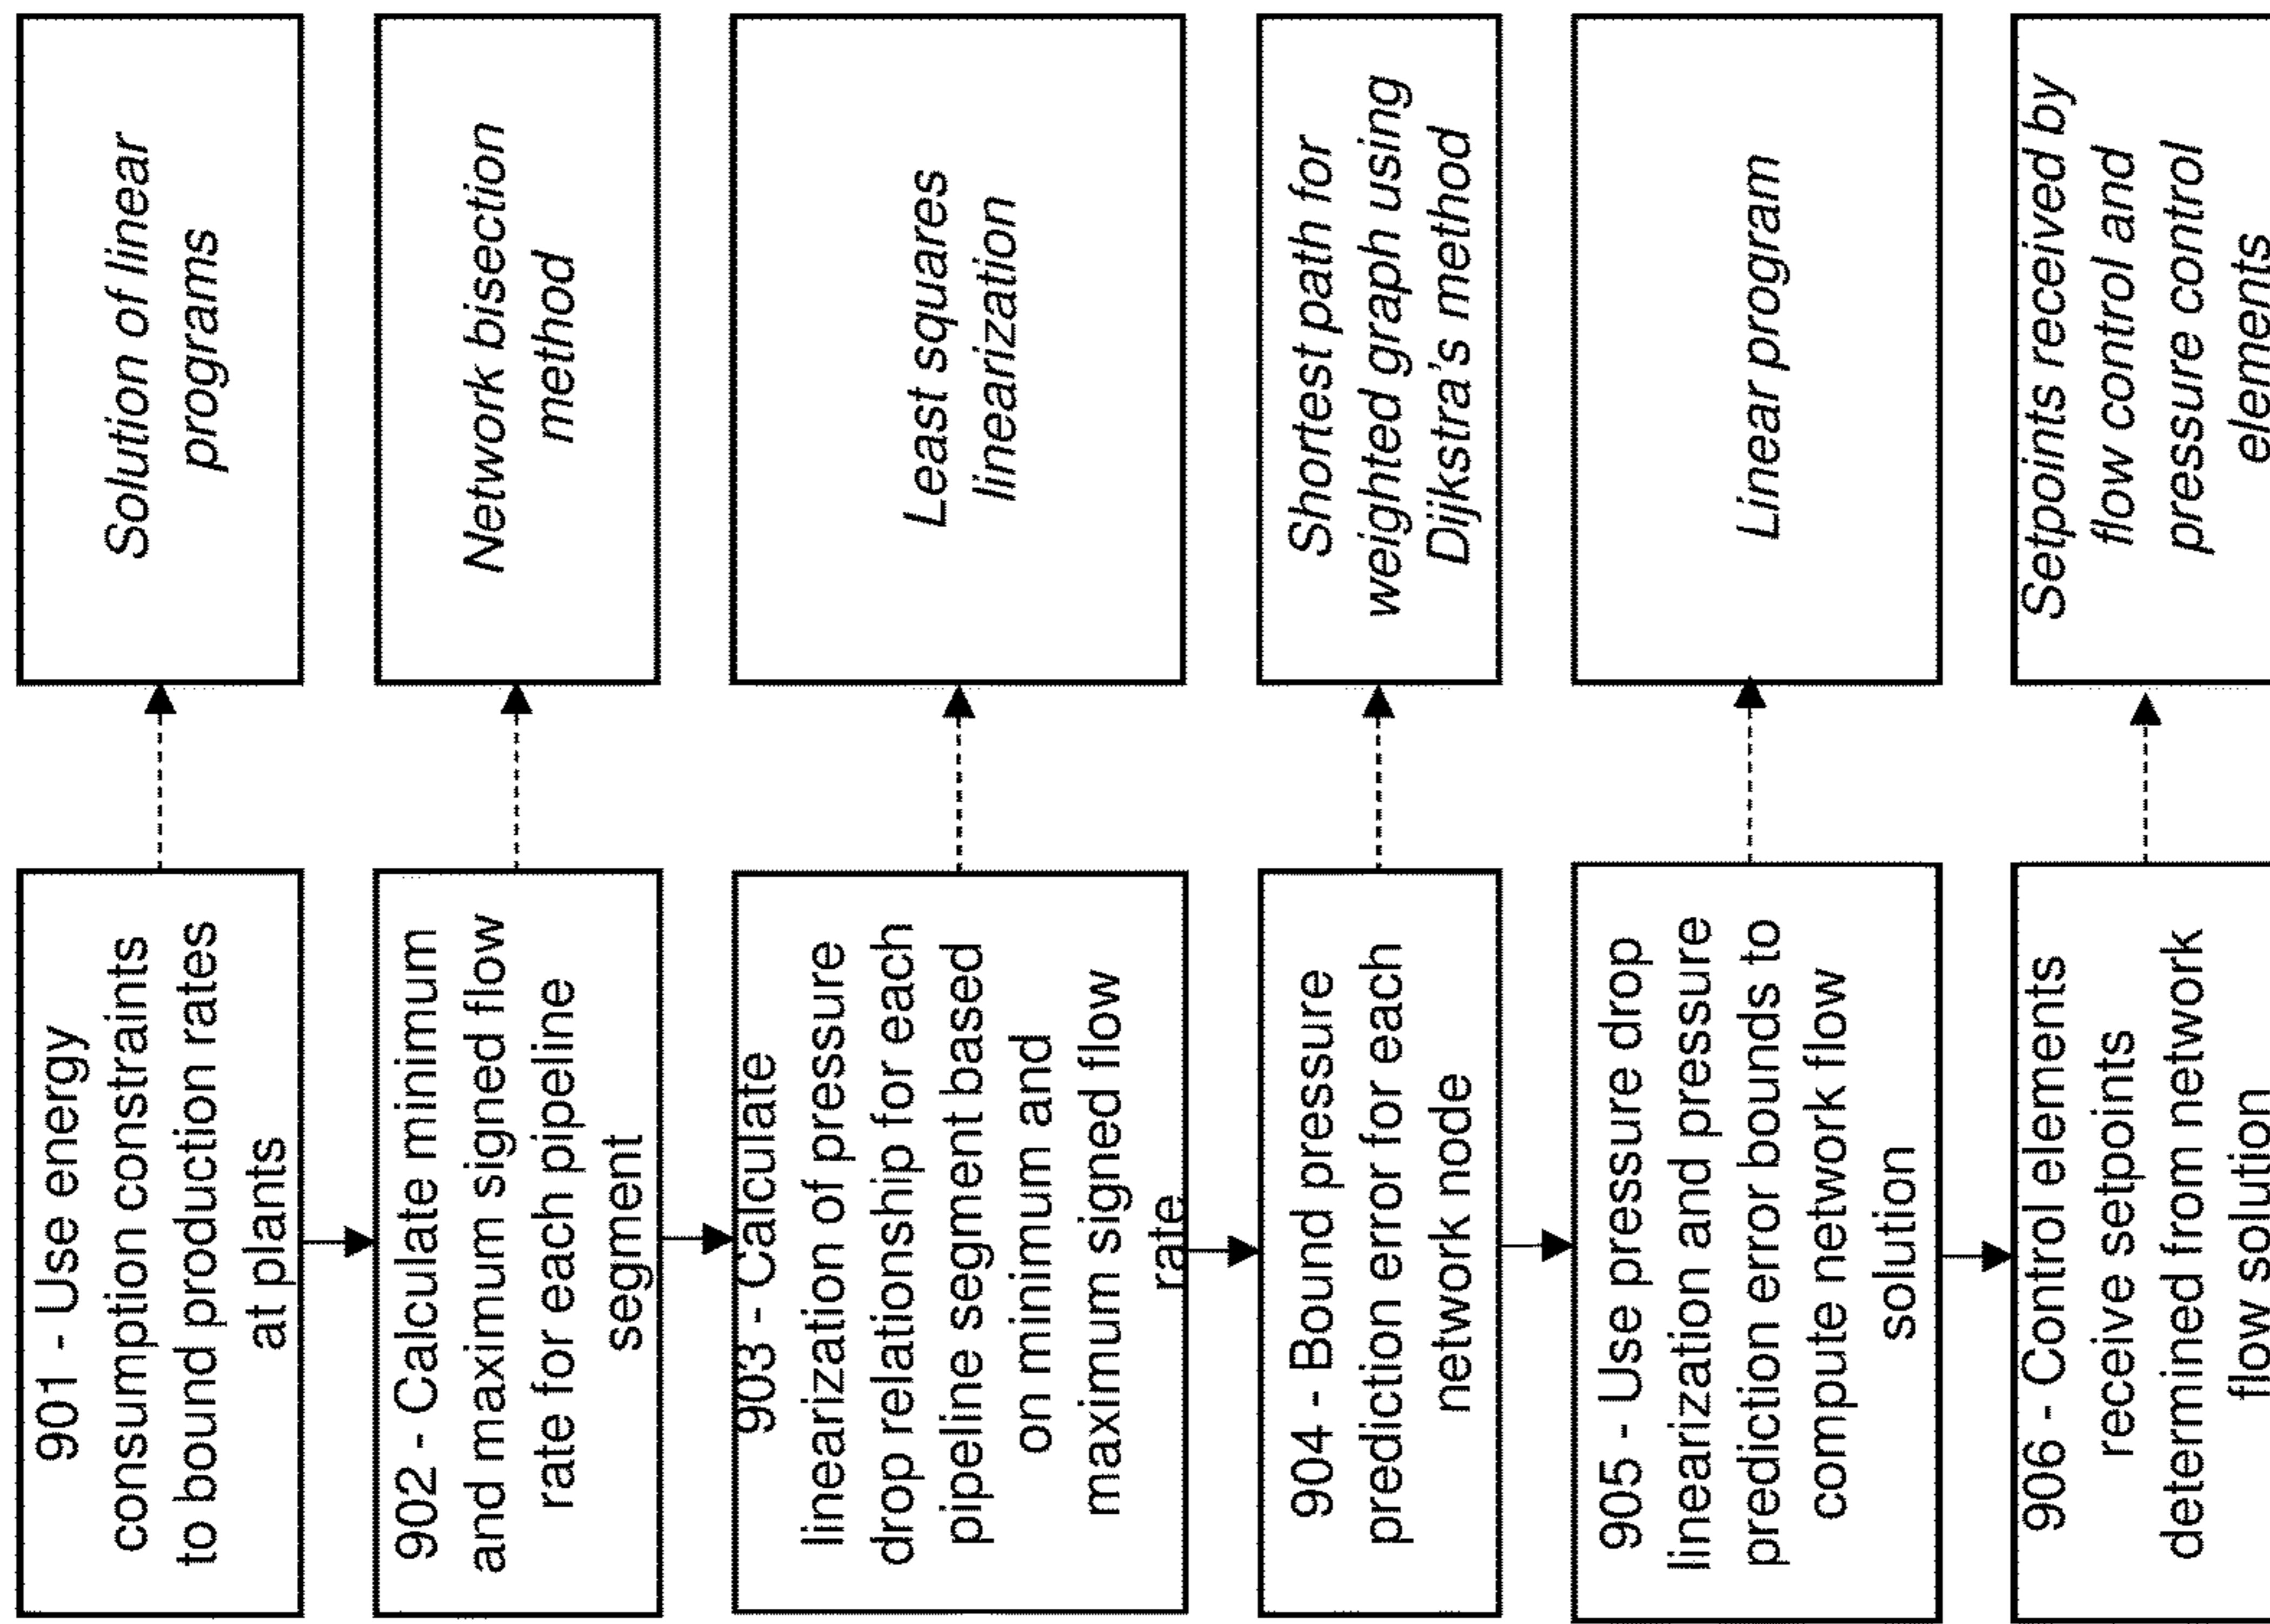 901 - Use energy
consumption constraints
to bound production rates
at plants
Solution of linear
programs
902 - Calculate minimum
and maximum signed flow
rate for each pipeline
segment
Network bisection
method
903 - Calculate
linearization of pressure
drop relationship for each
pipeline segment based
on minimum and
maximum signed flow
rate
Least squares
linearization
904 - Bound pressure
prediction error for each
network node
Shortest path for
weighted graph using
Dijkstra's method
905 - Use pressure drop
linearization and pressure
prediction error bounds to
compute network flow
solution
Linear program
906 - Control elements
receive setpoints
determined from network
flow solution
Setpoints received by
flow control and
pressure control
elements